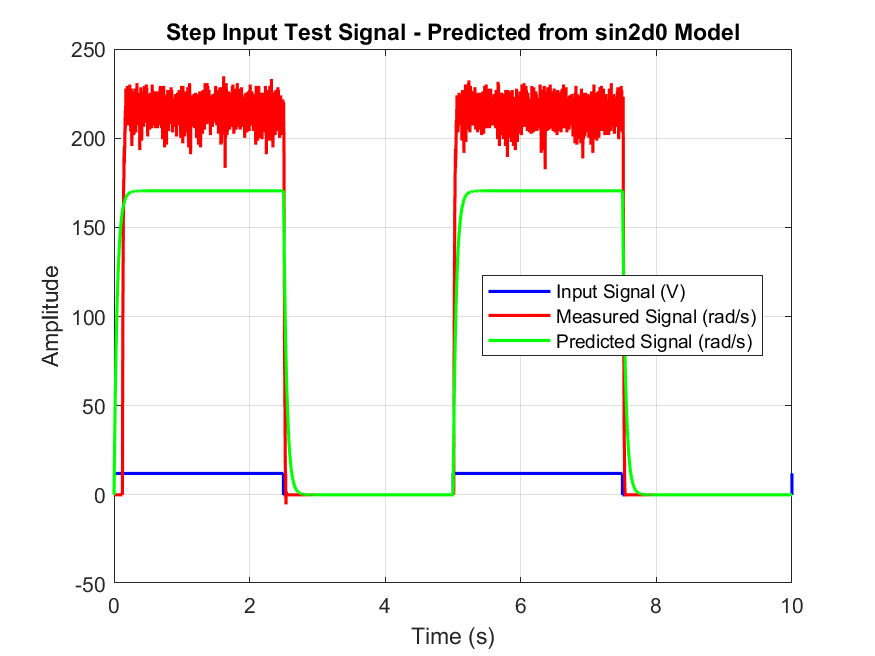 Step Input Test Signal - Predicted from sin2d0 Model
250
200
150
100
50
0
-50
Amplitude
Input Signal (V)
Measured Signal (rad/s)
Predicted Signal (rad/s)
0 2 4 6 8 10
Time (s)